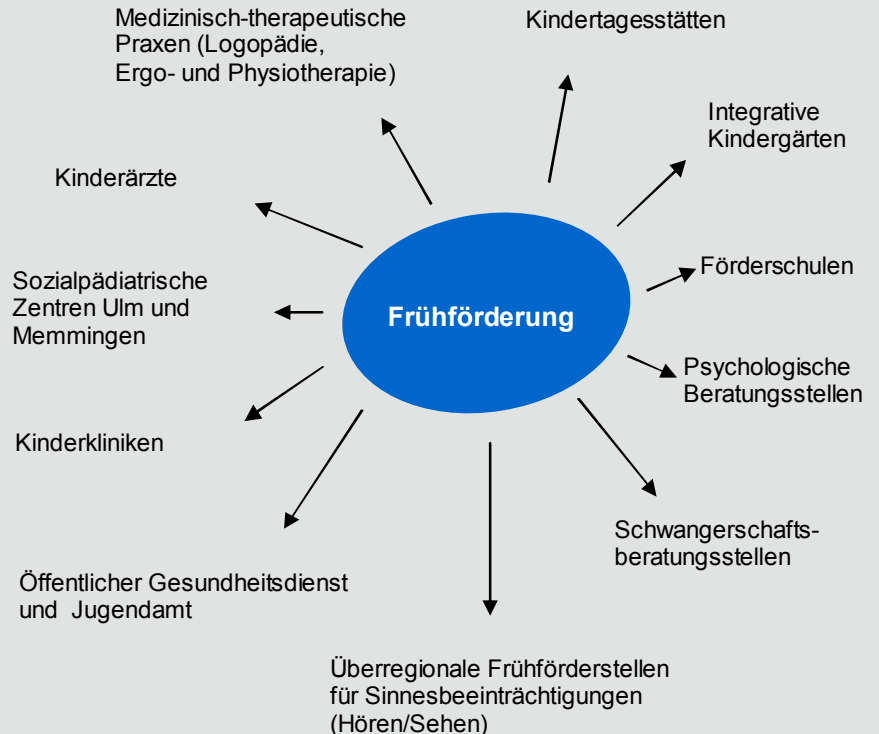 Medizinisch-therapeutische
Praxen (Logopädie,
Ergo- und Physiotherapie)
Kindertagesstätten
Integrative
Kindergärten
Kinderärzte
Förderschulen
Sozialpädiatrische
Zentren Ulm und
Memmingen
Frühförderung
Psychologische
Beratungsstellen
Kinderkliniken
Schwangerschafts-
beratungsstellen
Öffentlicher Gesundheitsdienst
und Jugendamt
Überregionale Frühförderstellen
für Sinnesbeeinträchtigungen
(Hören/Sehen)